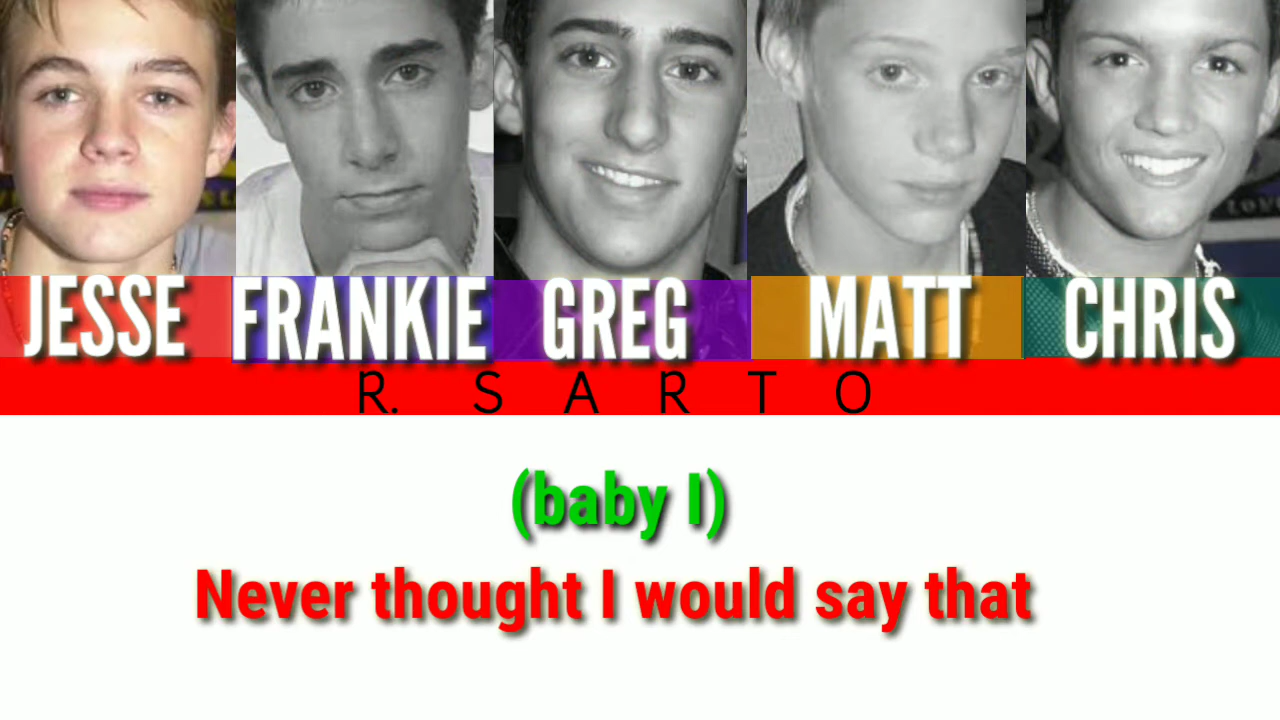 JESSE FRANKIE GREG MATT CHRIS
R. SARTO
(baby I)
Never thought I would say that